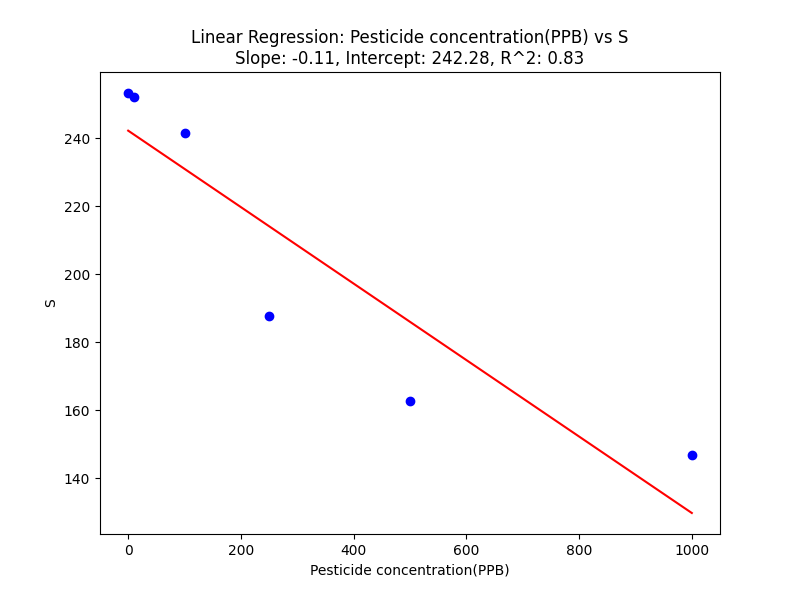 Linear Regression: Pesticide concentration(PPB) vs S
Slope: -0.11, Intercept: 242.28, R^2: 0.83
240
220
200
180
160
140
S
0 200 400 600 800 1000
Pesticide concentration(PPB)